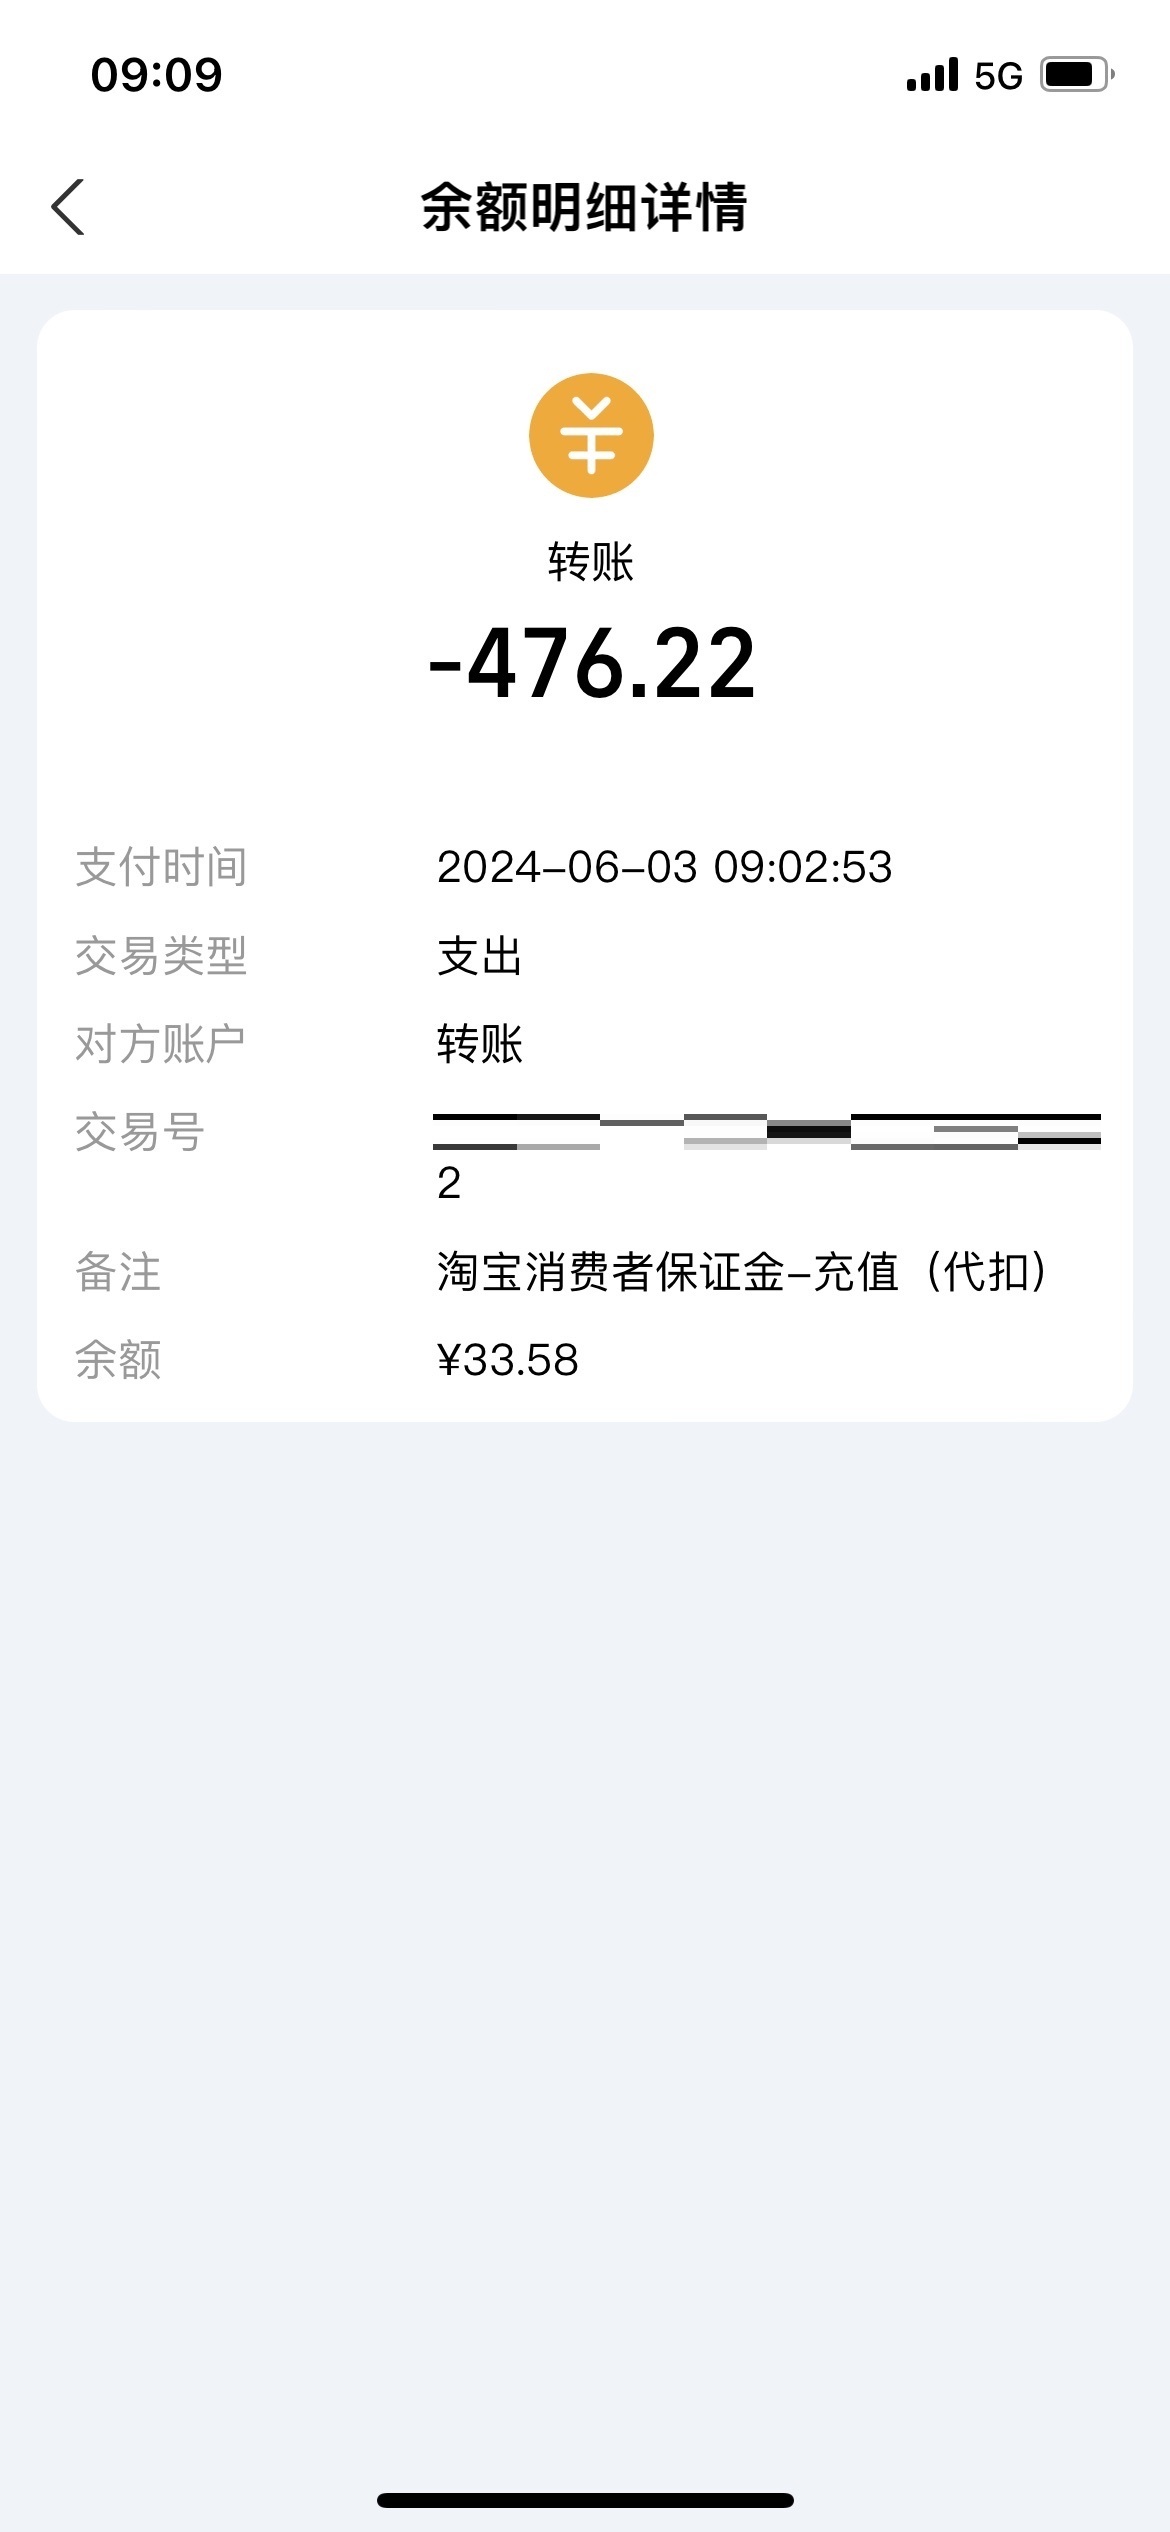 09:09
5G
余额明细详情
转账
-476.22
支付时间 2024-06-03 09:02:53
交易类型 支出
对方账户 转账
交易号
2
备注 淘宝消费者保证金-充值（代扣）
余额 ¥33.58